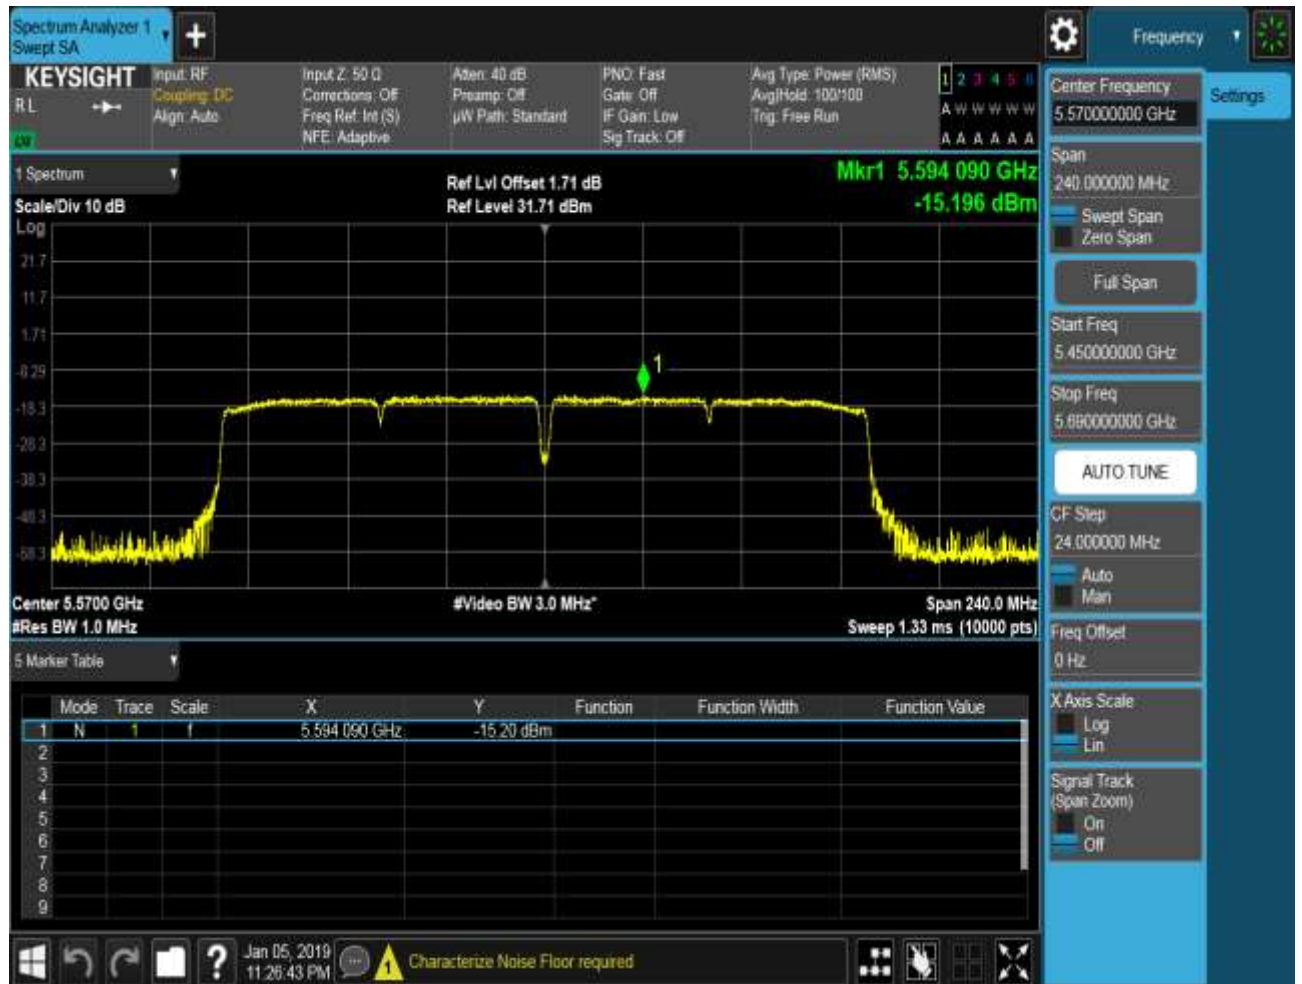 Spectrum Analyzer 1
Swept SA
Frequency
KEYSIGHT
R L
Input: RF
Coupling: DC
Align: Auto
Input Z: 50 Ω
Corrections: Off
Freq Ref: Int (S)
NFE: Adaptive
Atten: 40 dB
Preamp: Off
µW Path: Standard
PNO: Fast
Gate: Off
IF Gain: Low
Sig Track: Off
Avg Type: Power (RMS)
Avg|Hold: 100/100
Trig: Free Run
1 2 3 4 5 6
A W W W W W
A A A A A A
1 Spectrum
Scale/Div 10 dB
Log
Ref Lvl Offset 1.71 dB
Ref Level 31.71 dBm
Mkr1 5.594 090 GHz
-15.196 dBm
21.7
11.7
1.71
-8.29
-18.3
-28.3
-38.3
-48.3
-58.3
1
Center 5.5700 GHz
#Res BW 1.0 MHz
#Video BW 3.0 MHz*
Span 240.0 MHz
Sweep 1.33 ms (10000 pts)
5 Marker Table
Mode Trace Scale X Y Function Function Width Function Value
1 N 1 f 5.594 090 GHz -15.20 dBm
2
3
4
5
6
7
8
9
Jan 05, 2019
11:26:43 PM
?
1
Characterize Noise Floor required
Settings
Center Frequency
5.570000000 GHz
Span
240.000000 MHz
Swept Span
Zero Span
Full Span
Start Freq
5.450000000 GHz
Stop Freq
5.690000000 GHz
AUTO TUNE
CF Step
24.000000 MHz
Auto
Man
Freq Offset
0 Hz
X Axis Scale
Log
Lin
Signal Track
(Span Zoom)
On
Off